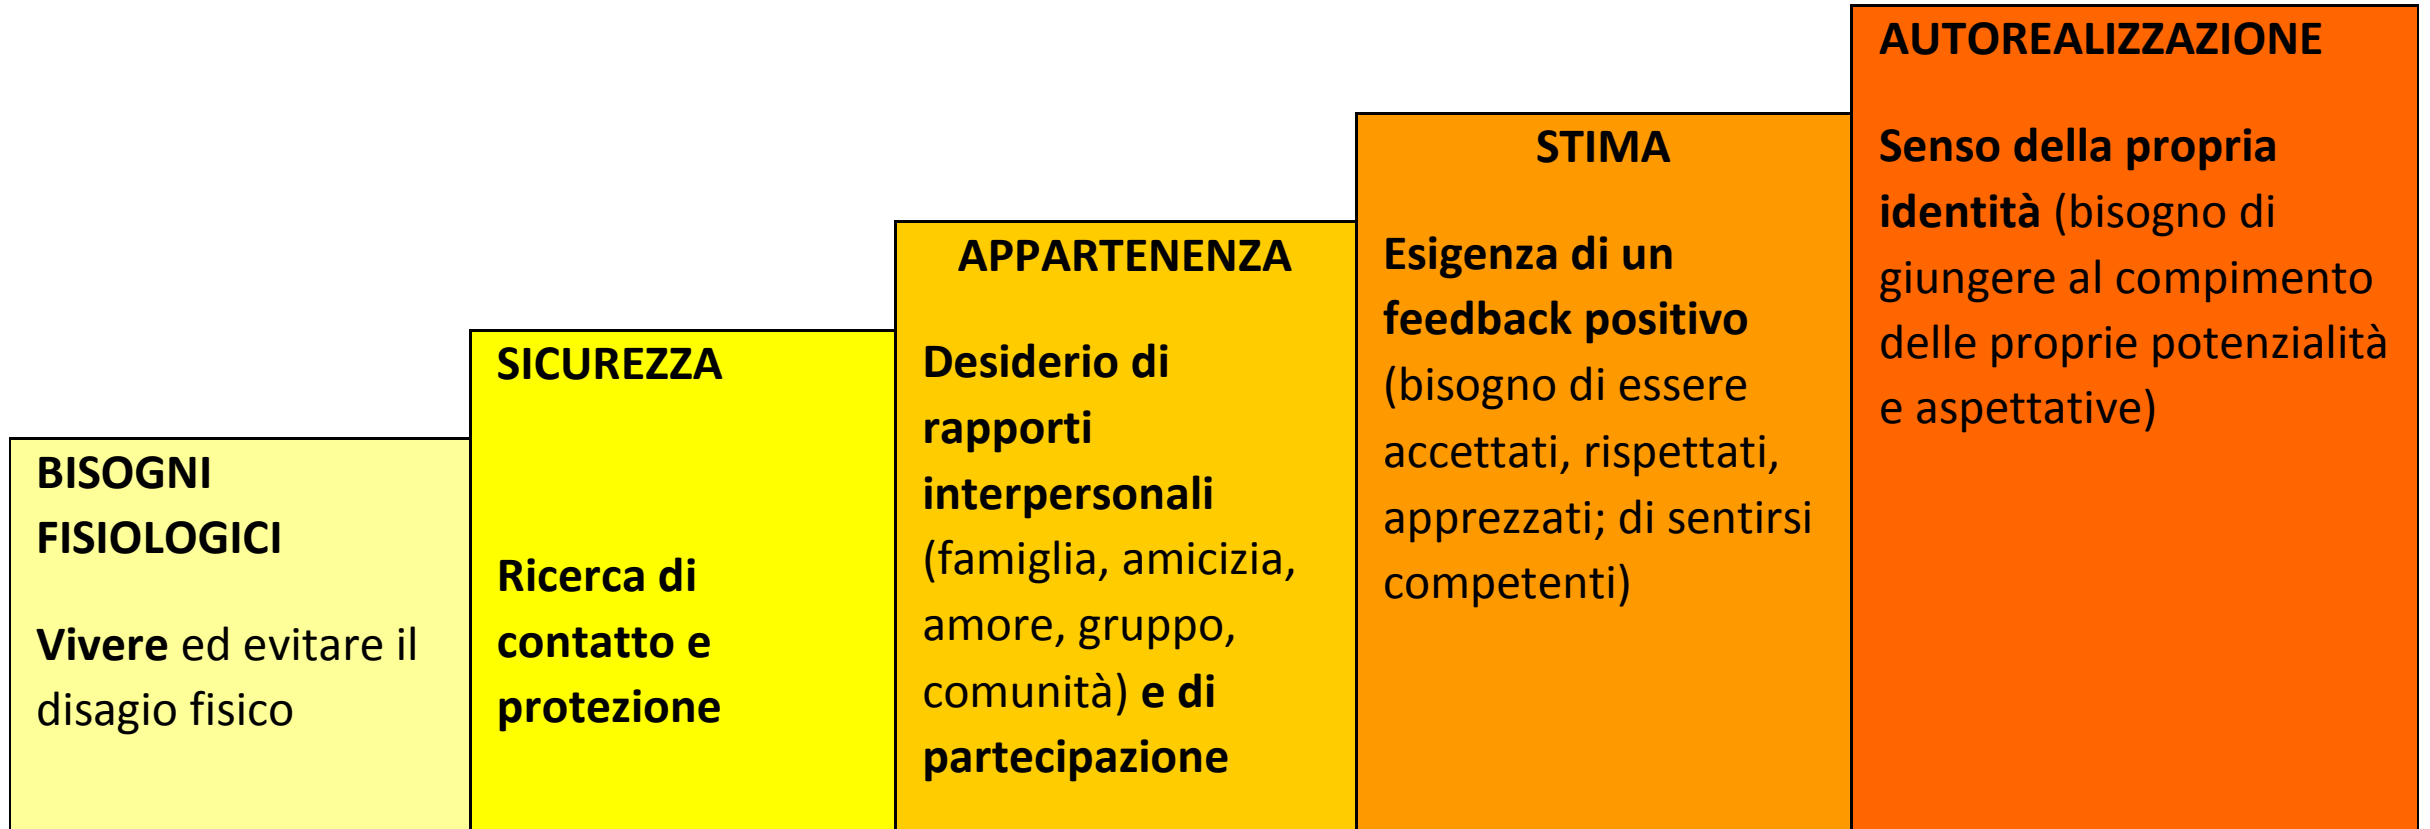 BISOGNI
FISIOLOGICI
Vivere ed evitare il
disagio fisico
SICUREZZA
Ricerca di
contatto e
protezione
APPARTENENZA
Desiderio di
rapporti
interpersonali
(famiglia, amicizia,
amore, gruppo,
comunità) e di
partecipazione
STIMA
Esigenza di un
feedback positivo
(bisogno di essere
accettati, rispettati,
apprezzati; di sentirsi
competenti)
AUTOREALIZZAZIONE
Senso della propria
identità (bisogno di
giungere al compimento
delle proprie potenzialità
e aspettative)